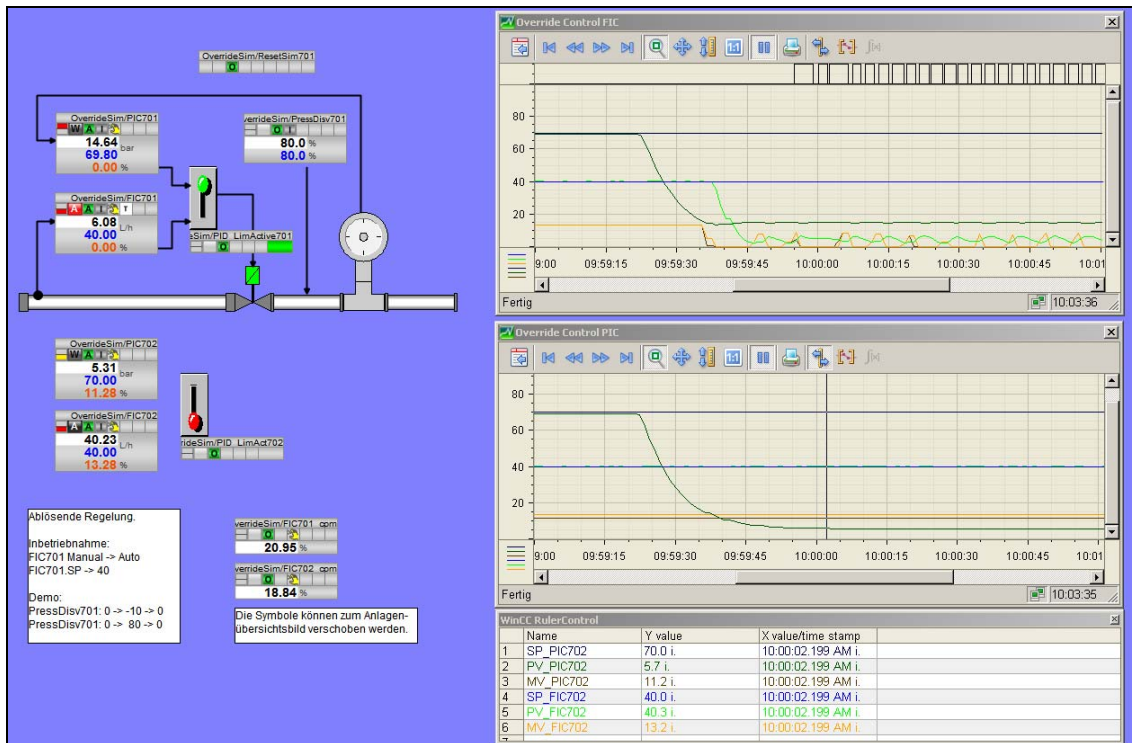 OverrideSim/ResetSim701
OverrideSim/PIC701
W A I
14.64 bar
69.80
0.00 %
verrideSim/PressDisv701
80.0 %
80.0 %
OverrideSim/FIC701
A A I T
6.08 L/h
40.00
0.00 %
eSim/PID_LimActive701
OverrideSim/PIC702
W A I
5.31 bar
70.00
11.28 %
OverrideSim/FIC702
A A I
40.23 L/h
40.00
13.28 %
rideSim/PID_LimAct702
Ablösende Regelung.
Inbetriebnahme:
FIC701 Manual -> Auto
FIC701.SP -> 40
Demo:
PressDisv701: 0 -> -10 -> 0
PressDisv701: 0 -> 80 -> 0
verrideSim/FIC701_cpm
20.95 %
verrideSim/FIC702_cpm
18.84 %
Die Symbole können zum Anlagen-
übersichtsbild verschoben werden.
Override Control FIC
1:1
f(x)
80
60
40
20
9:00 09:59:15 09:59:30 09:59:45 10:00:00 10:00:15 10:00:30 10:00:45 10:01
Fertig 10:03:36
Override Control PIC
1:1
f(x)
80
60
40
20
9:00 09:59:15 09:59:30 09:59:45 10:00:00 10:00:15 10:00:30 10:00:45 10:01
Fertig 10:03:35
WinCC RulerControl
Name Y value X value/time stamp
1 SP_PIC702 70.0 i. 10:00:02.199 AM i.
2 PV_PIC702 5.7 i. 10:00:02.199 AM i.
3 MV_PIC702 11.2 i. 10:00:02.199 AM i.
4 SP_FIC702 40.0 i. 10:00:02.199 AM i.
5 PV_FIC702 40.3 i. 10:00:02.199 AM i.
6 MV_FIC702 13.2 i. 10:00:02.199 AM i.